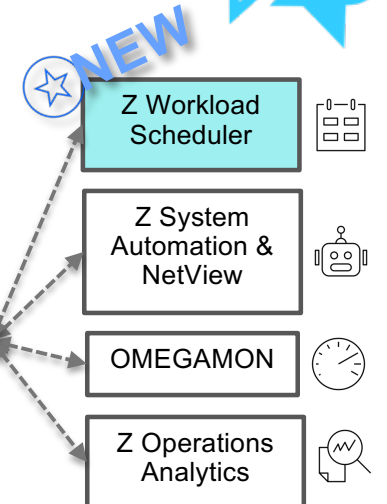 NEW
Z Workload
Scheduler
Z System
Automation &
NetView
OMEGAMON
Z Operations
Analytics